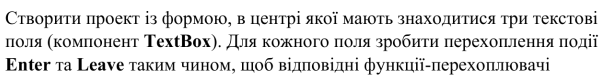 Створити проект із формою, в центрі якої мають знаходитися три текстові
поля (компонент TextBox). Для кожного поля зробити перехоплення події
Enter та Leave таким чином, щоб відповідні функції-перехоплювачі